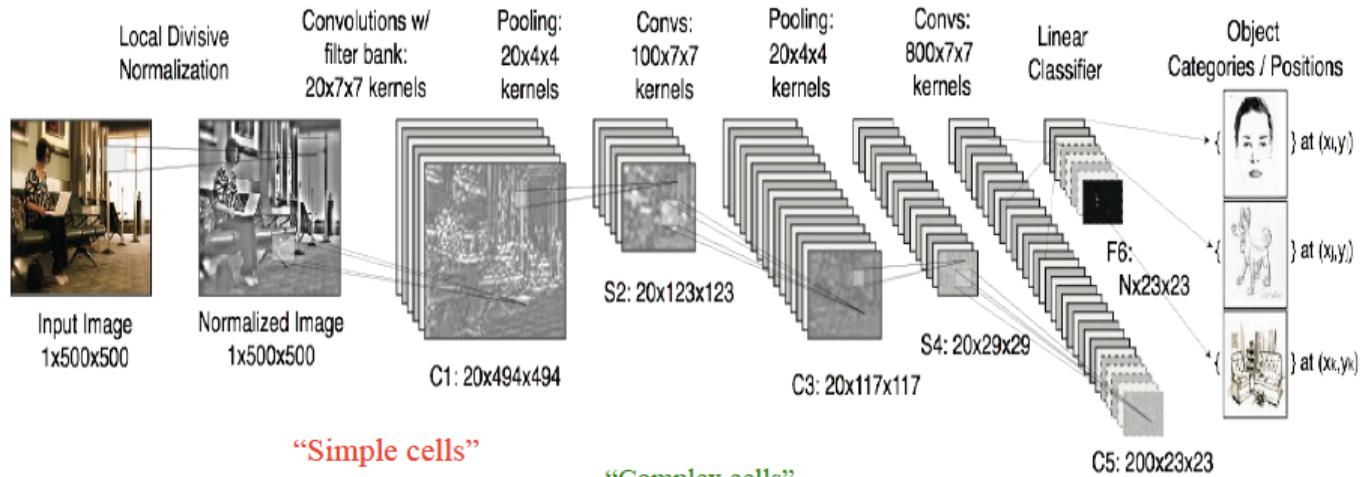 Local Divisive
Normalization
Convolutions w/
filter bank:
20x7x7 kernels
Pooling:
20x4x4
kernels
Convs:
100x7x7
kernels
Pooling:
20x4x4
kernels
Convs:
800x7x7
kernels
Linear
Classifier
Object
Categories / Positions
{ } at (xᵢ,yᵢ)
{ } at (xⱼ,yⱼ)
{ } at (xₖ,yₖ)
Input Image
1x500x500
Normalized Image
1x500x500
C1: 20x494x494
S2: 20x123x123
C3: 20x117x117
S4: 20x29x29
F6:
Nx23x23
C5: 200x23x23
“Simple cells”
“Complex cells”